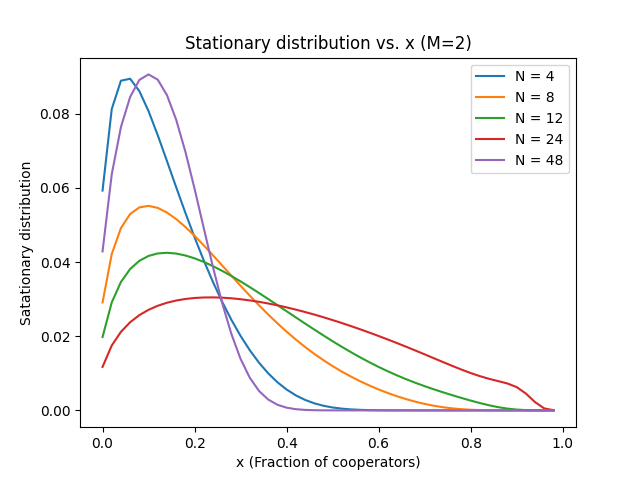 Stationary distribution vs. x (M=2)
N = 4
N = 8
N = 12
N = 24
N = 48
Satationary distribution
0.08
0.06
0.04
0.02
0.00
0.0 0.2 0.4 0.6 0.8 1.0
x (Fraction of cooperators)